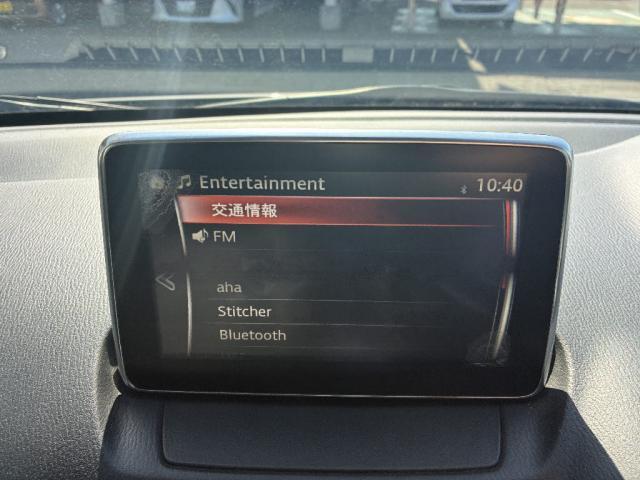 Entertainment 10:40
交通情報
FM
aha
Stitcher
Bluetooth